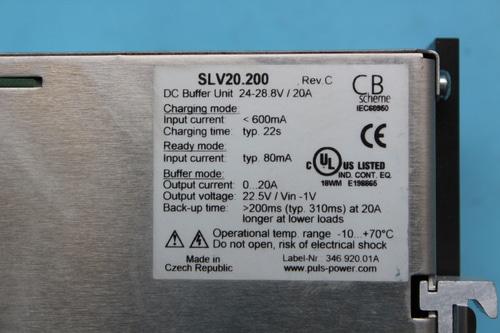 SLV20.200 Rev.C
DC Buffer Unit 24-28.8V / 20A
CB
scheme
IEC60950
Charging mode:
Input current: < 600mA
Charging time: typ. 22s
Ready mode:
Input current: typ. 80mA
Buffer mode:
Output current: 0...20A
Output voltage: 22.5V / Vin -1V
Back-up time: >200ms (typ. 310ms) at 20A
longer at lower loads
CE
C UL US LISTED
IND. CONT. EQ.
18WM E198865
Operational temp. range -10...+70°C
Do not open, risk of electrical shock
Made in
Czech Republic
Label-Nr. 346 920.01A
www.puls-power.com